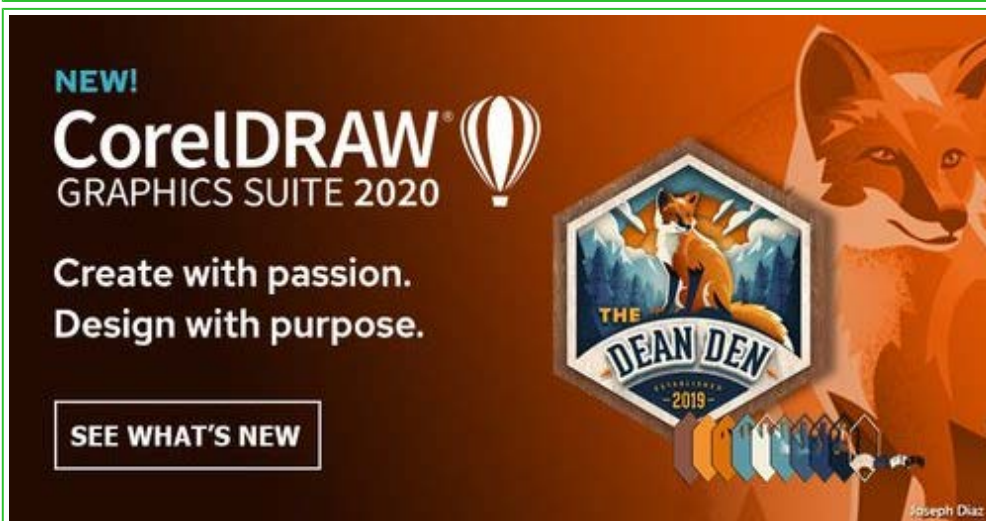 NEW!
CorelDRAW®
GRAPHICS SUITE 2020
Create with passion.
Design with purpose.
SEE WHAT'S NEW
THE
DEAN DEN
ESTABLISHED
-2019-
Joseph Diaz